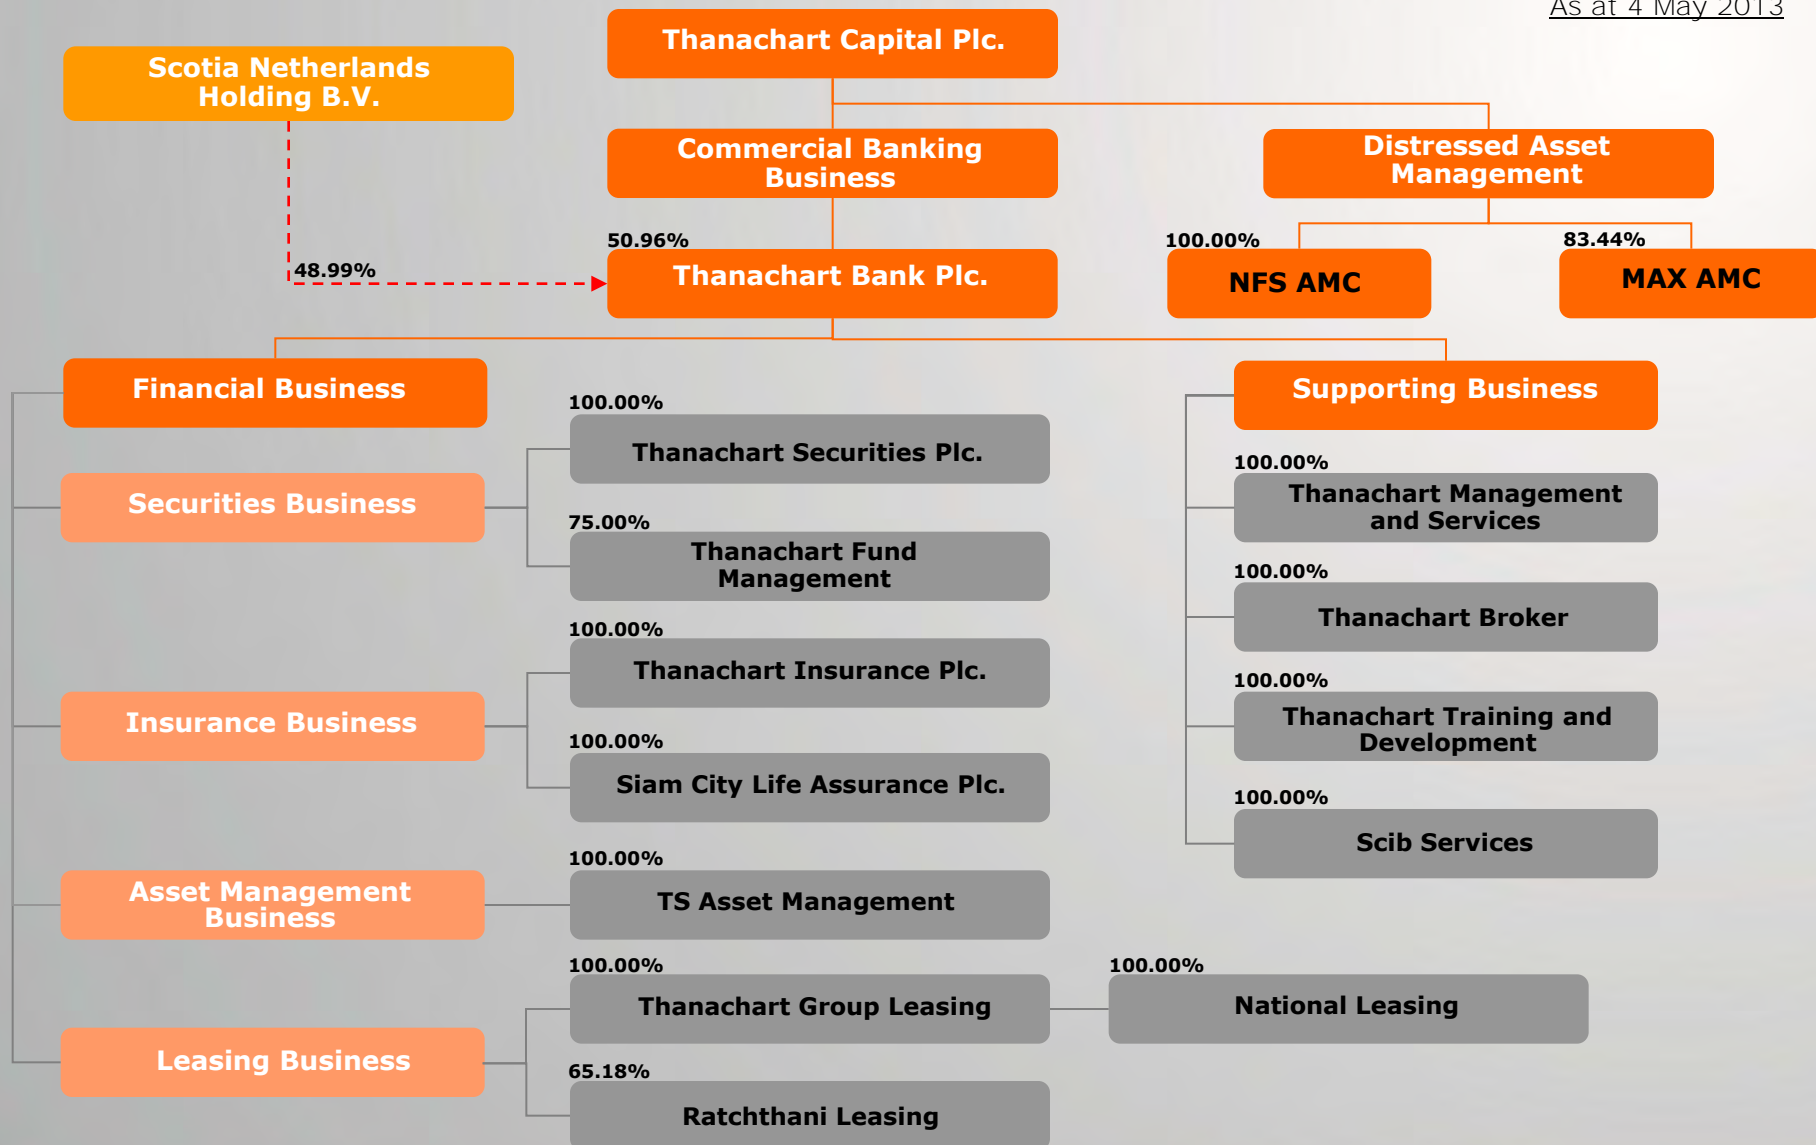 As at 4 May 2013
Thanachart Capital Plc.
Scotia Netherlands
Holding B.V.
Commercial Banking
Business
Distressed Asset
Management
48.99%
50.96%
Thanachart Bank Plc.
100.00%
NFS AMC
83.44%
MAX AMC
Financial Business
Securities Business
100.00%
Thanachart Securities Plc.
75.00%
Thanachart Fund
Management
Insurance Business
100.00%
Thanachart Insurance Plc.
100.00%
Siam City Life Assurance Plc.
Asset Management
Business
100.00%
TS Asset Management
Leasing Business
100.00%
Thanachart Group Leasing
100.00%
National Leasing
65.18%
Ratchthani Leasing
Supporting Business
100.00%
Thanachart Management
and Services
100.00%
Thanachart Broker
100.00%
Thanachart Training and
Development
100.00%
Scib Services